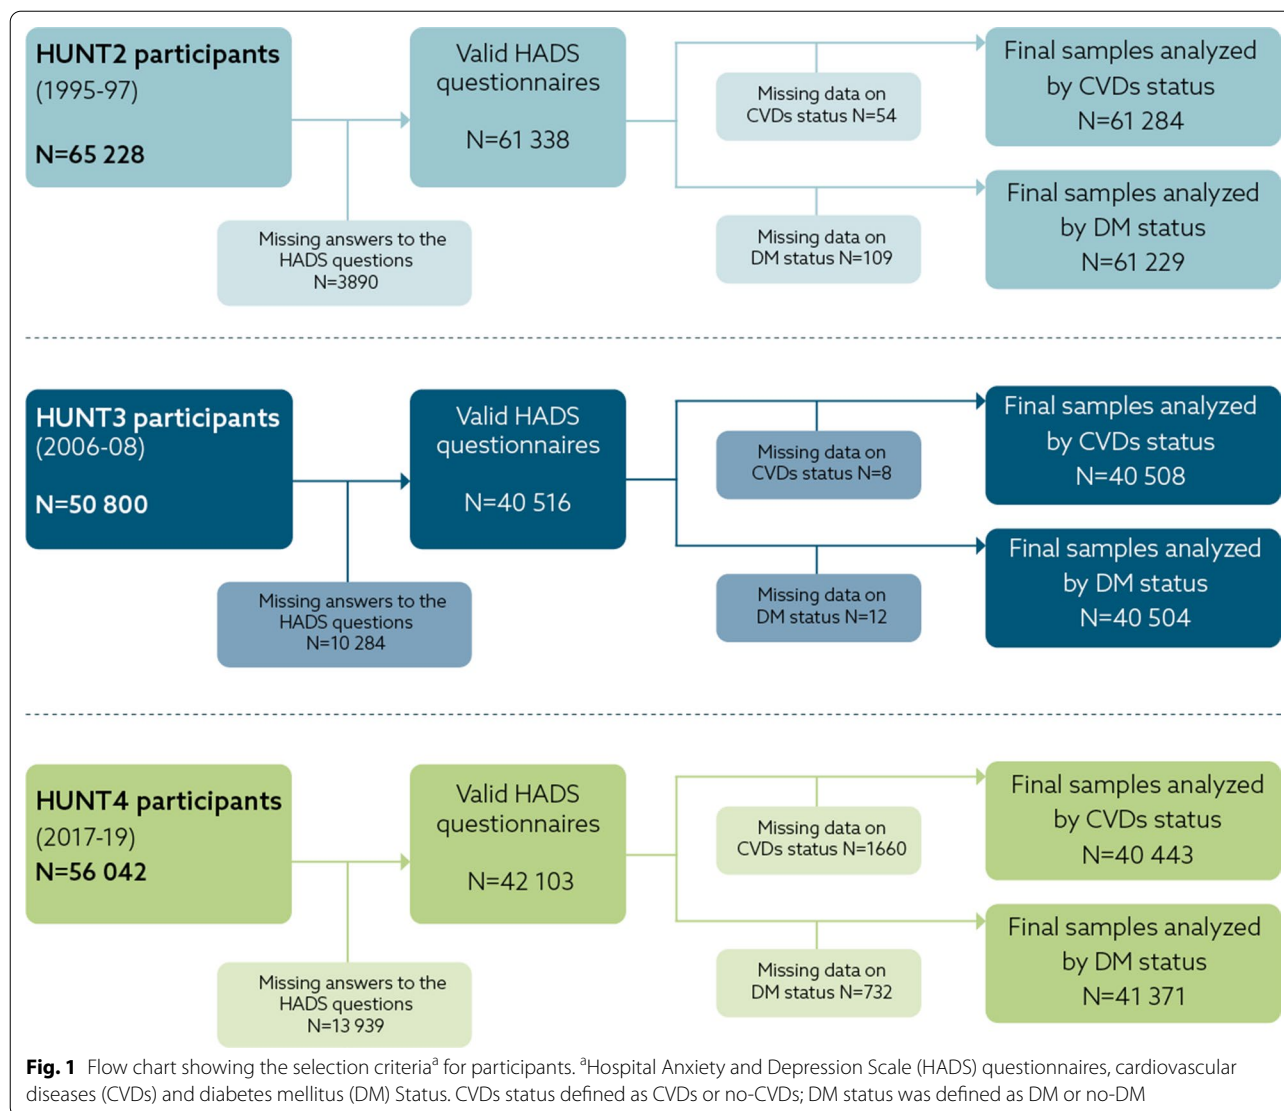 HUNT2 participants
(1995-97)
N=65 228
Valid HADS
questionnaires
N=61 338
Missing answers to the
HADS questions
N=3890
Missing data on
CVDs status N=54
Missing data on
DM status N=109
Final samples analyzed
by CVDs status
N=61 284
Final samples analyzed
by DM status
N=61 229
HUNT3 participants
(2006-08)
N=50 800
Valid HADS
questionnaires
N=40 516
Missing answers to the
HADS questions
N=10 284
Missing data on
CVDs status N=8
Missing data on
DM status N=12
Final samples analyzed
by CVDs status
N=40 508
Final samples analyzed
by DM status
N=40 504
HUNT4 participants
(2017-19)
N=56 042
Valid HADS
questionnaires
N=42 103
Missing answers to the
HADS questions
N=13 939
Missing data on
CVDs status N=1660
Missing data on
DM status N=732
Final samples analyzed
by CVDs status
N=40 443
Final samples analyzed
by DM status
N=41 371
Fig. 1 Flow chart showing the selection criteriaᵃ for participants. ᵃHospital Anxiety and Depression Scale (HADS) questionnaires, cardiovascular
diseases (CVDs) and diabetes mellitus (DM) Status. CVDs status defined as CVDs or no-CVDs; DM status was defined as DM or no-DM